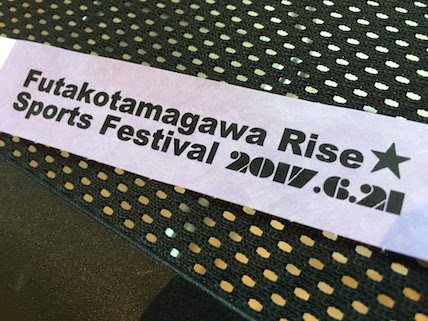 Futakotamagawa Rise★
Sports Festival 2017.6.21